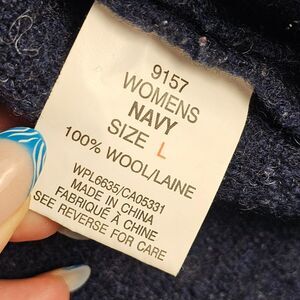 9157
WOMENS
NAVY
SIZE L
100% WOOL/LAINE
WPL6635/CA05331
MADE IN CHINA
FABRIQUÉ À CHINE
SEE REVERSE FOR CARE